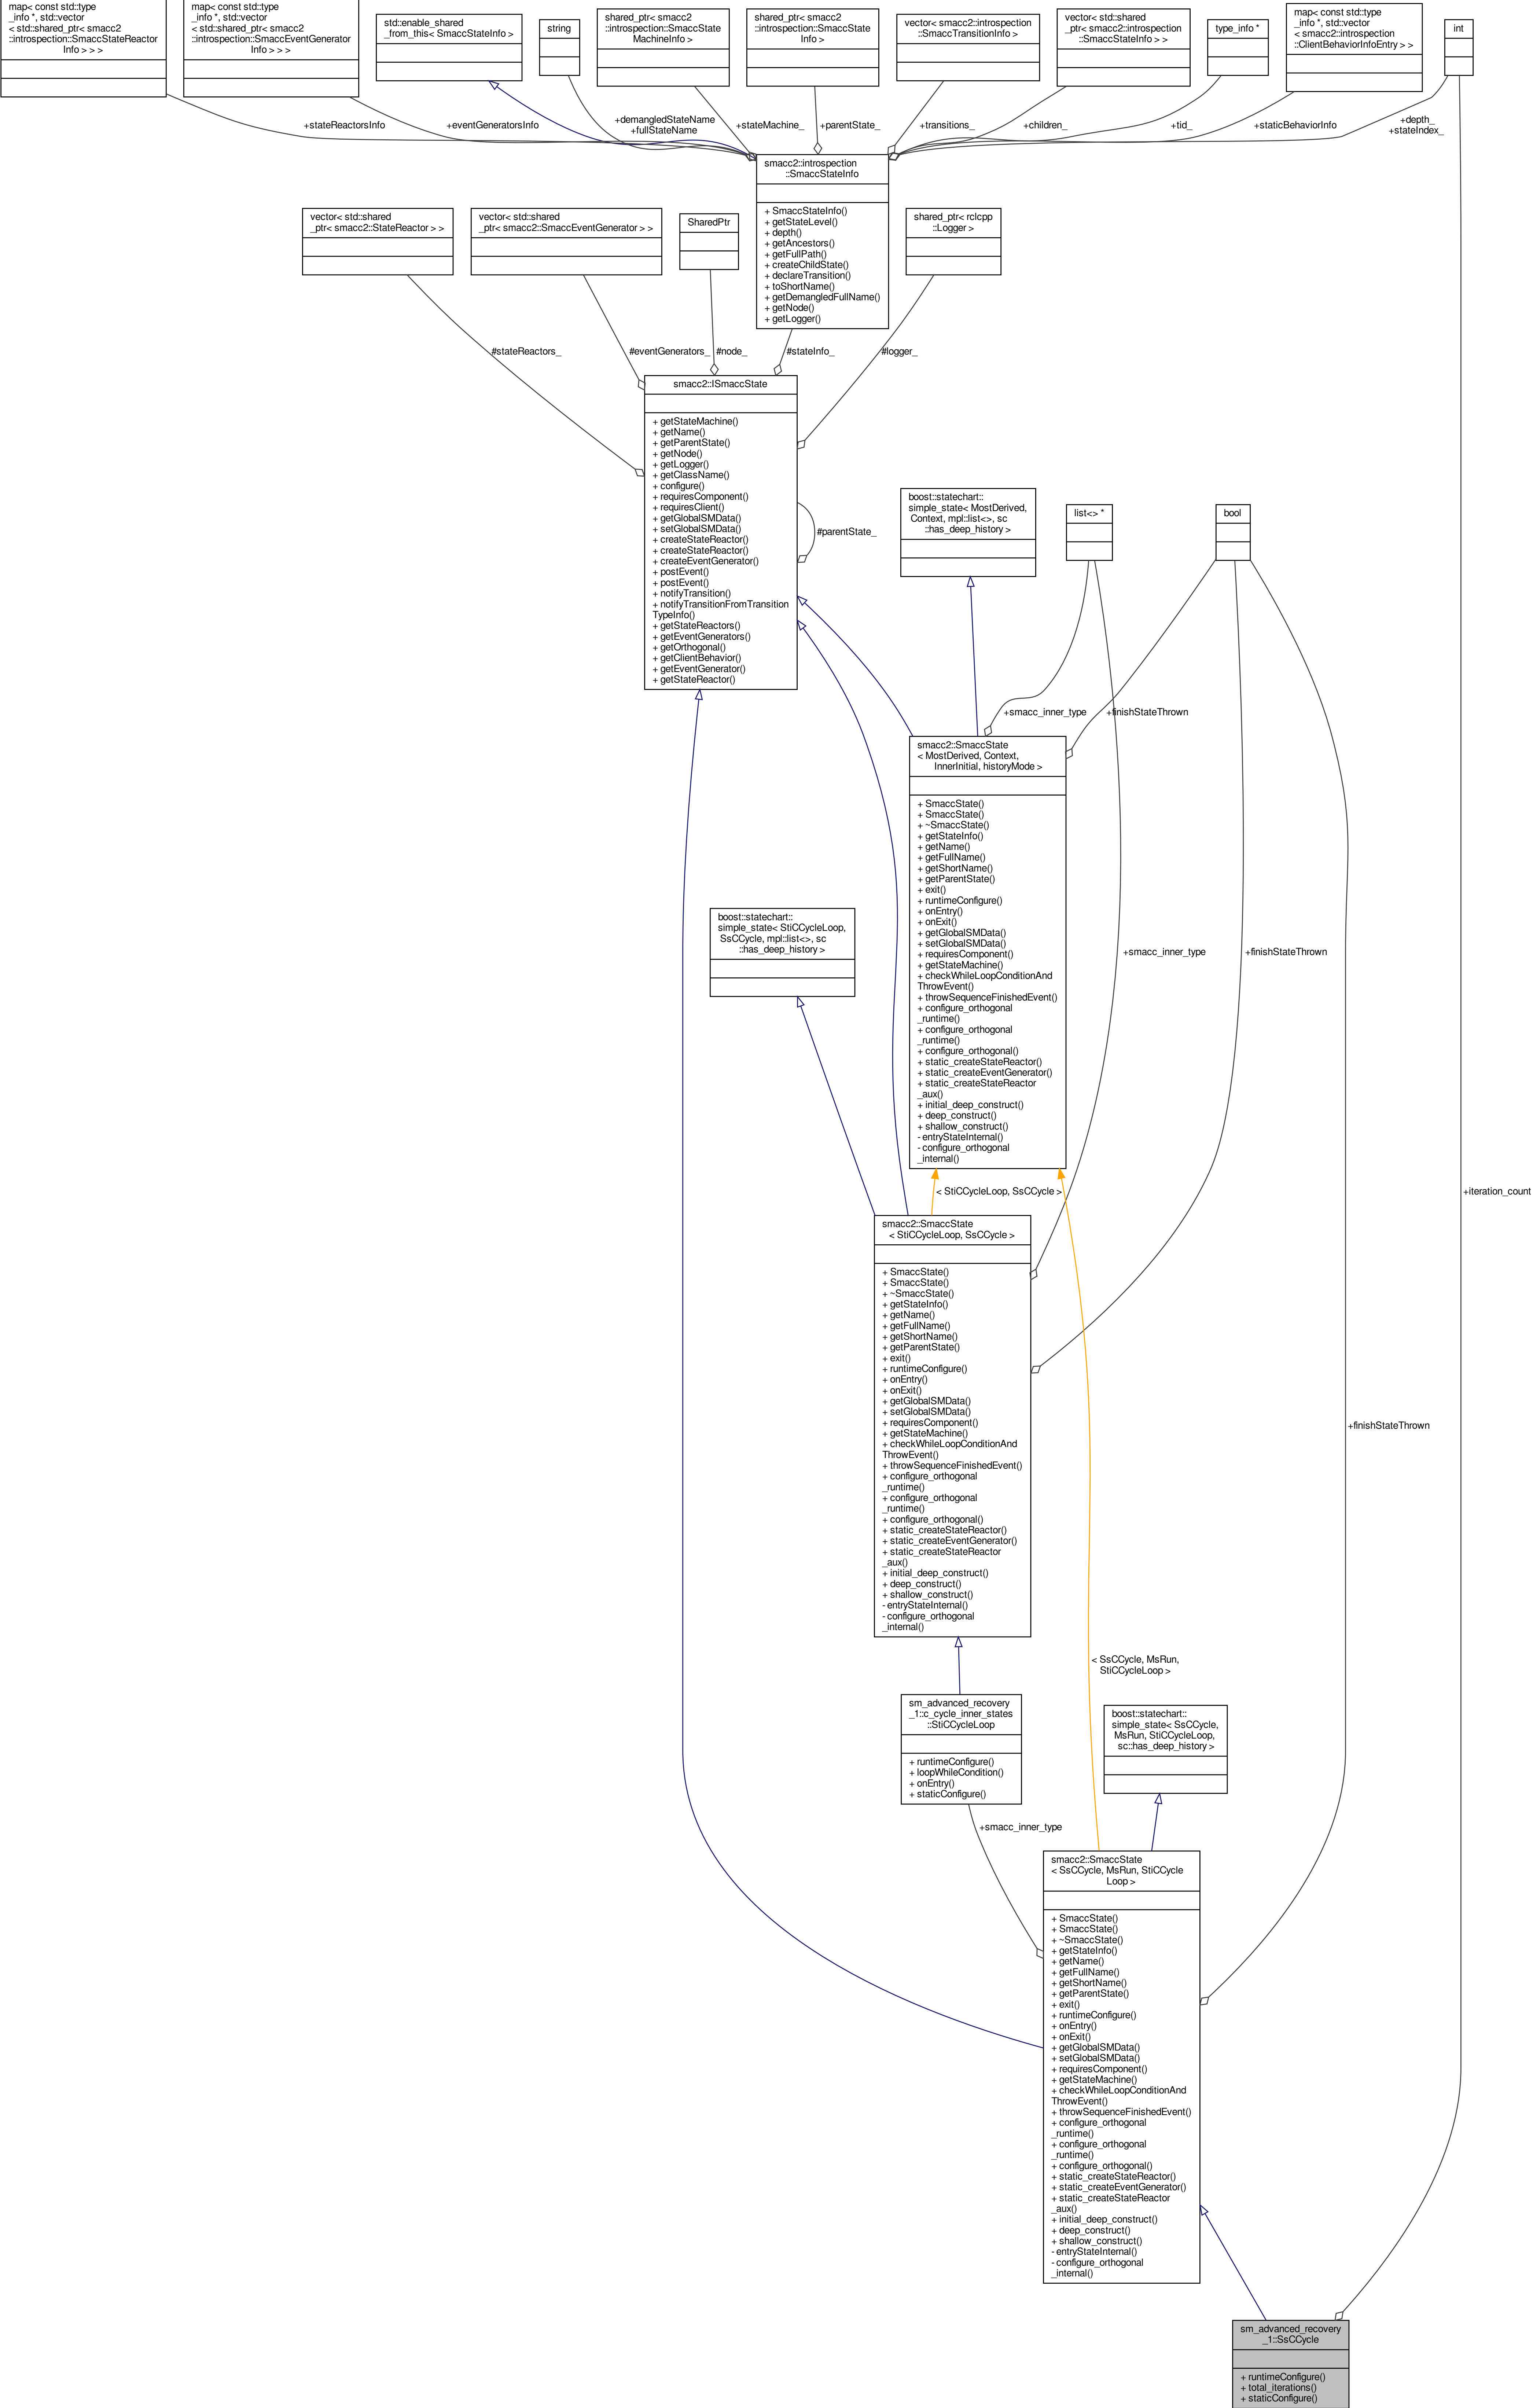 map< const std::type
_info *, std::vector
< std::shared_ptr< smacc2
::introspection::SmaccStateReactor
Info > > >
map< const std::type
_info *, std::vector
< std::shared_ptr< smacc2
::introspection::SmaccEventGenerator
Info > > >
std::enable_shared
_from_this< SmaccStateInfo >
string
shared_ptr< smacc2
::introspection::SmaccState
MachineInfo >
shared_ptr< smacc2
::introspection::SmaccState
Info >
vector< smacc2::introspection
::SmaccTransitionInfo >
vector< std::shared
_ptr< smacc2::introspection
::SmaccStateInfo > >
type_info *
map< const std::type
_info *, std::vector
< smacc2::introspection
::ClientBehaviorInfoEntry > >
int
+stateReactorsInfo
+eventGeneratorsInfo
+demangledStateName
+fullStateName
+stateMachine_
+parentState_
+transitions_
+children_
+tid_
+staticBehaviorInfo
+depth_
+stateIndex_
smacc2::introspection
::SmaccStateInfo
+ SmaccStateInfo()
+ getStateLevel()
+ depth()
+ getAncestors()
+ getFullPath()
+ createChildState()
+ declareTransition()
+ toShortName()
+ getDemangledFullName()
+ getNode()
+ getLogger()
vector< std::shared
_ptr< smacc2::StateReactor > >
vector< std::shared
_ptr< smacc2::SmaccEventGenerator > >
SharedPtr
shared_ptr< rclcpp
::Logger >
#stateReactors_
#eventGenerators_
#node_
#stateInfo_
#logger_
smacc2::ISmaccState
+ getStateMachine()
+ getName()
+ getParentState()
+ getNode()
+ getLogger()
+ getClassName()
+ configure()
+ requiresComponent()
+ requiresClient()
+ getGlobalSMData()
+ setGlobalSMData()
+ createStateReactor()
+ createStateReactor()
+ createEventGenerator()
+ postEvent()
+ postEvent()
+ notifyTransition()
+ notifyTransitionFromTransition
TypeInfo()
+ getStateReactors()
+ getEventGenerators()
+ getOrthogonal()
+ getClientBehavior()
+ getEventGenerator()
+ getStateReactor()
#parentState_
boost::statechart::
simple_state< MostDerived,
Context, mpl::list<>, sc
::has_deep_history >
list<> *
bool
+smacc_inner_type
+finishStateThrown
smacc2::SmaccState
< MostDerived, Context,
InnerInitial, historyMode >
+ SmaccState()
+ SmaccState()
+ ~SmaccState()
+ getStateInfo()
+ getName()
+ getFullName()
+ getShortName()
+ getParentState()
+ exit()
+ runtimeConfigure()
+ onEntry()
+ onExit()
+ getGlobalSMData()
+ setGlobalSMData()
+ requiresComponent()
+ getStateMachine()
+ checkWhileLoopConditionAnd
ThrowEvent()
+ throwSequenceFinishedEvent()
+ configure_orthogonal
_runtime()
+ configure_orthogonal
_runtime()
+ configure_orthogonal()
+ static_createStateReactor()
+ static_createEventGenerator()
+ static_createStateReactor
_aux()
+ initial_deep_construct()
+ deep_construct()
+ shallow_construct()
- entryStateInternal()
- configure_orthogonal
_internal()
boost::statechart::
simple_state< StiCCycleLoop,
SsCCycle, mpl::list<>, sc
::has_deep_history >
+smacc_inner_type
+finishStateThrown
< StiCCycleLoop, SsCCycle >
+iteration_count
smacc2::SmaccState
< StiCCycleLoop, SsCCycle >
+ SmaccState()
+ SmaccState()
+ ~SmaccState()
+ getStateInfo()
+ getName()
+ getFullName()
+ getShortName()
+ getParentState()
+ exit()
+ runtimeConfigure()
+ onEntry()
+ onExit()
+ getGlobalSMData()
+ setGlobalSMData()
+ requiresComponent()
+ getStateMachine()
+ checkWhileLoopConditionAnd
ThrowEvent()
+ throwSequenceFinishedEvent()
+ configure_orthogonal
_runtime()
+ configure_orthogonal
_runtime()
+ configure_orthogonal()
+ static_createStateReactor()
+ static_createEventGenerator()
+ static_createStateReactor
_aux()
+ initial_deep_construct()
+ deep_construct()
+ shallow_construct()
- entryStateInternal()
- configure_orthogonal
_internal()
+finishStateThrown
< SsCCycle, MsRun,
StiCCycleLoop >
sm_advanced_recovery
_1::c_cycle_inner_states
::StiCCycleLoop
+ runtimeConfigure()
+ loopWhileCondition()
+ onEntry()
+ staticConfigure()
boost::statechart::
simple_state< SsCCycle,
MsRun, StiCCycleLoop,
sc::has_deep_history >
+smacc_inner_type
smacc2::SmaccState
< SsCCycle, MsRun, StiCCycle
Loop >
+ SmaccState()
+ SmaccState()
+ ~SmaccState()
+ getStateInfo()
+ getName()
+ getFullName()
+ getShortName()
+ getParentState()
+ exit()
+ runtimeConfigure()
+ onEntry()
+ onExit()
+ getGlobalSMData()
+ setGlobalSMData()
+ requiresComponent()
+ getStateMachine()
+ checkWhileLoopConditionAnd
ThrowEvent()
+ throwSequenceFinishedEvent()
+ configure_orthogonal
_runtime()
+ configure_orthogonal
_runtime()
+ configure_orthogonal()
+ static_createStateReactor()
+ static_createEventGenerator()
+ static_createStateReactor
_aux()
+ initial_deep_construct()
+ deep_construct()
+ shallow_construct()
- entryStateInternal()
- configure_orthogonal
_internal()
sm_advanced_recovery
_1::SsCCycle
+ runtimeConfigure()
+ total_iterations()
+ staticConfigure()